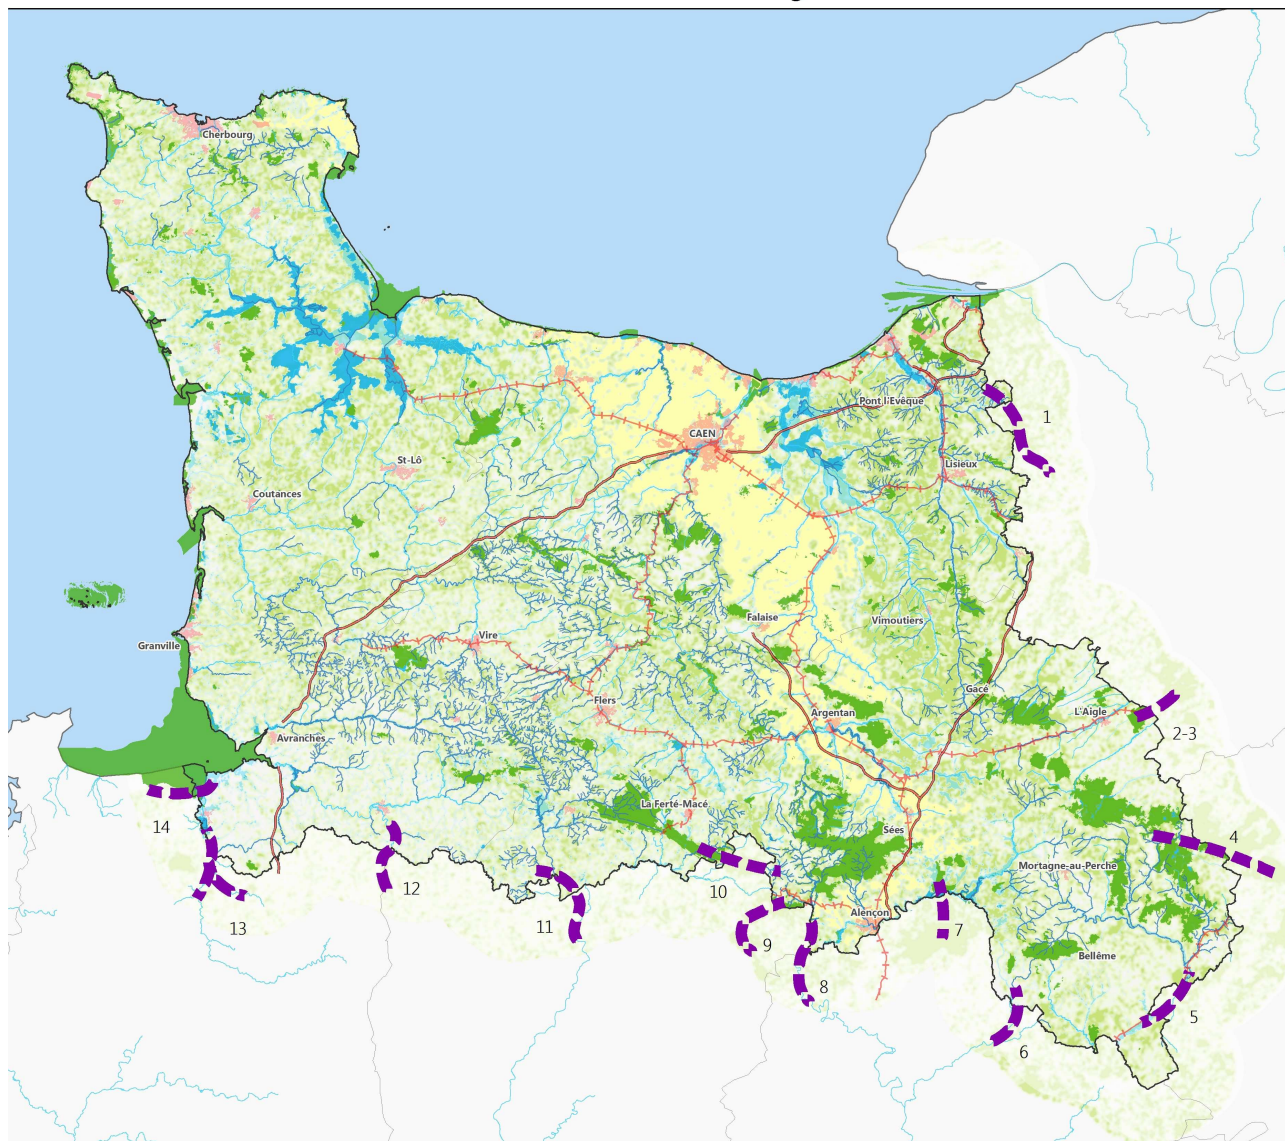 Cherbourg
Pont l'Evêque
1
CAEN
St-Lô
Lisieux
Coutances
Falaise
Vimoutiers
Granville
Vire
Gacé
Flers
Argentan
L'Aigle
2-3
Avranches
La Ferté-Macé
14
Sées
4
Mortagne-au-Perche
12
10
11
Alençon
13
7
9
Bellême
8
5
6